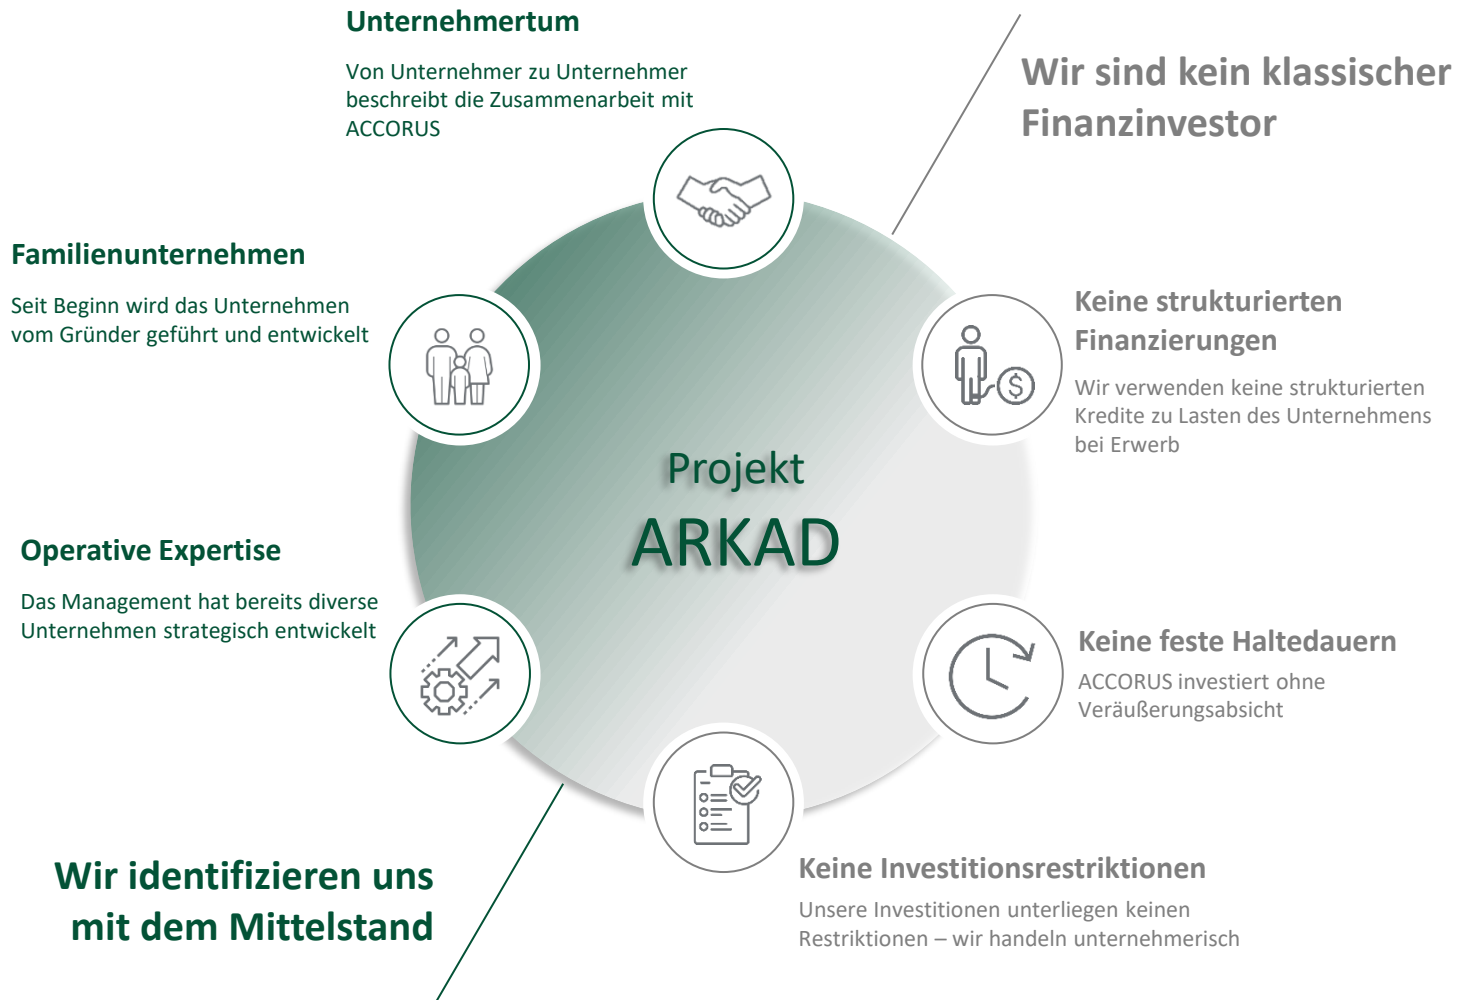 Unternehmertum
Von Unternehmer zu Unternehmer
beschreibt die Zusammenarbeit mit
ACCORUS
Wir sind kein klassischer
Finanzinvestor
Familienunternehmen
Seit Beginn wird das Unternehmen
vom Gründer geführt und entwickelt
Keine strukturierten
Finanzierungen
Wir verwenden keine strukturierten
Kredite zu Lasten des Unternehmens
bei Erwerb
$
Projekt
ARKAD
Operative Expertise
Das Management hat bereits diverse
Unternehmen strategisch entwickelt
Keine feste Haltedauern
ACCORUS investiert ohne
Veräußerungsabsicht
Wir identifizieren uns
mit dem Mittelstand
Keine Investitionsrestriktionen
Unsere Investitionen unterliegen keinen
Restriktionen – wir handeln unternehmerisch